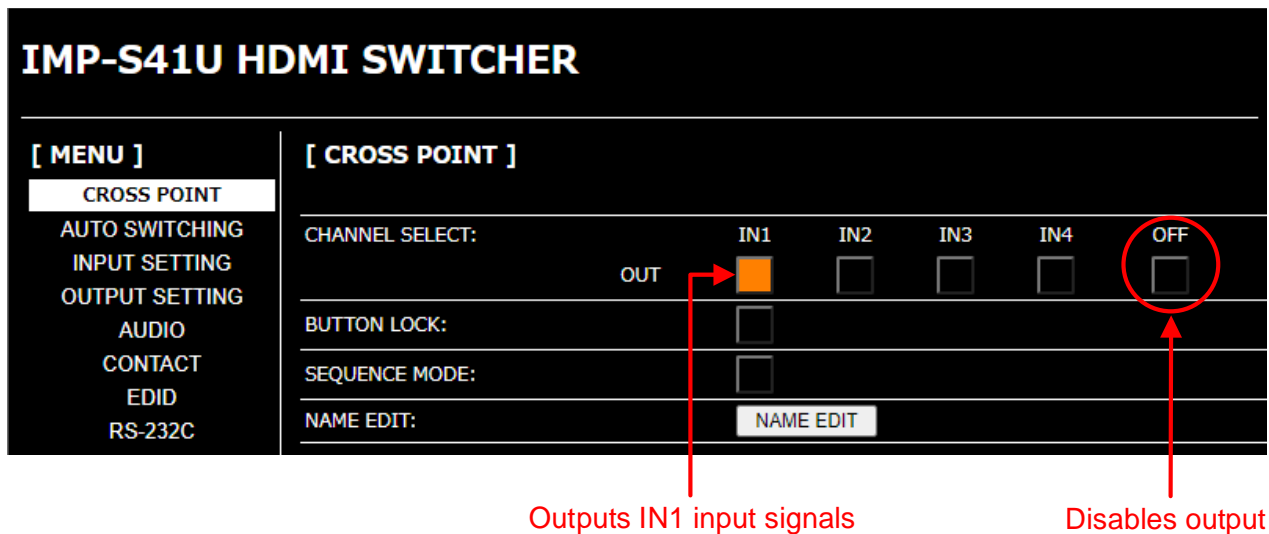 IMP-S41U HDMI SWITCHER
[ MENU ]
CROSS POINT
AUTO SWITCHING
INPUT SETTING
OUTPUT SETTING
AUDIO
CONTACT
EDID
RS-232C
[ CROSS POINT ]
CHANNEL SELECT:
IN1 IN2 IN3 IN4 OFF
OUT
BUTTON LOCK:
SEQUENCE MODE:
NAME EDIT: NAME EDIT
Outputs IN1 input signals
Disables output